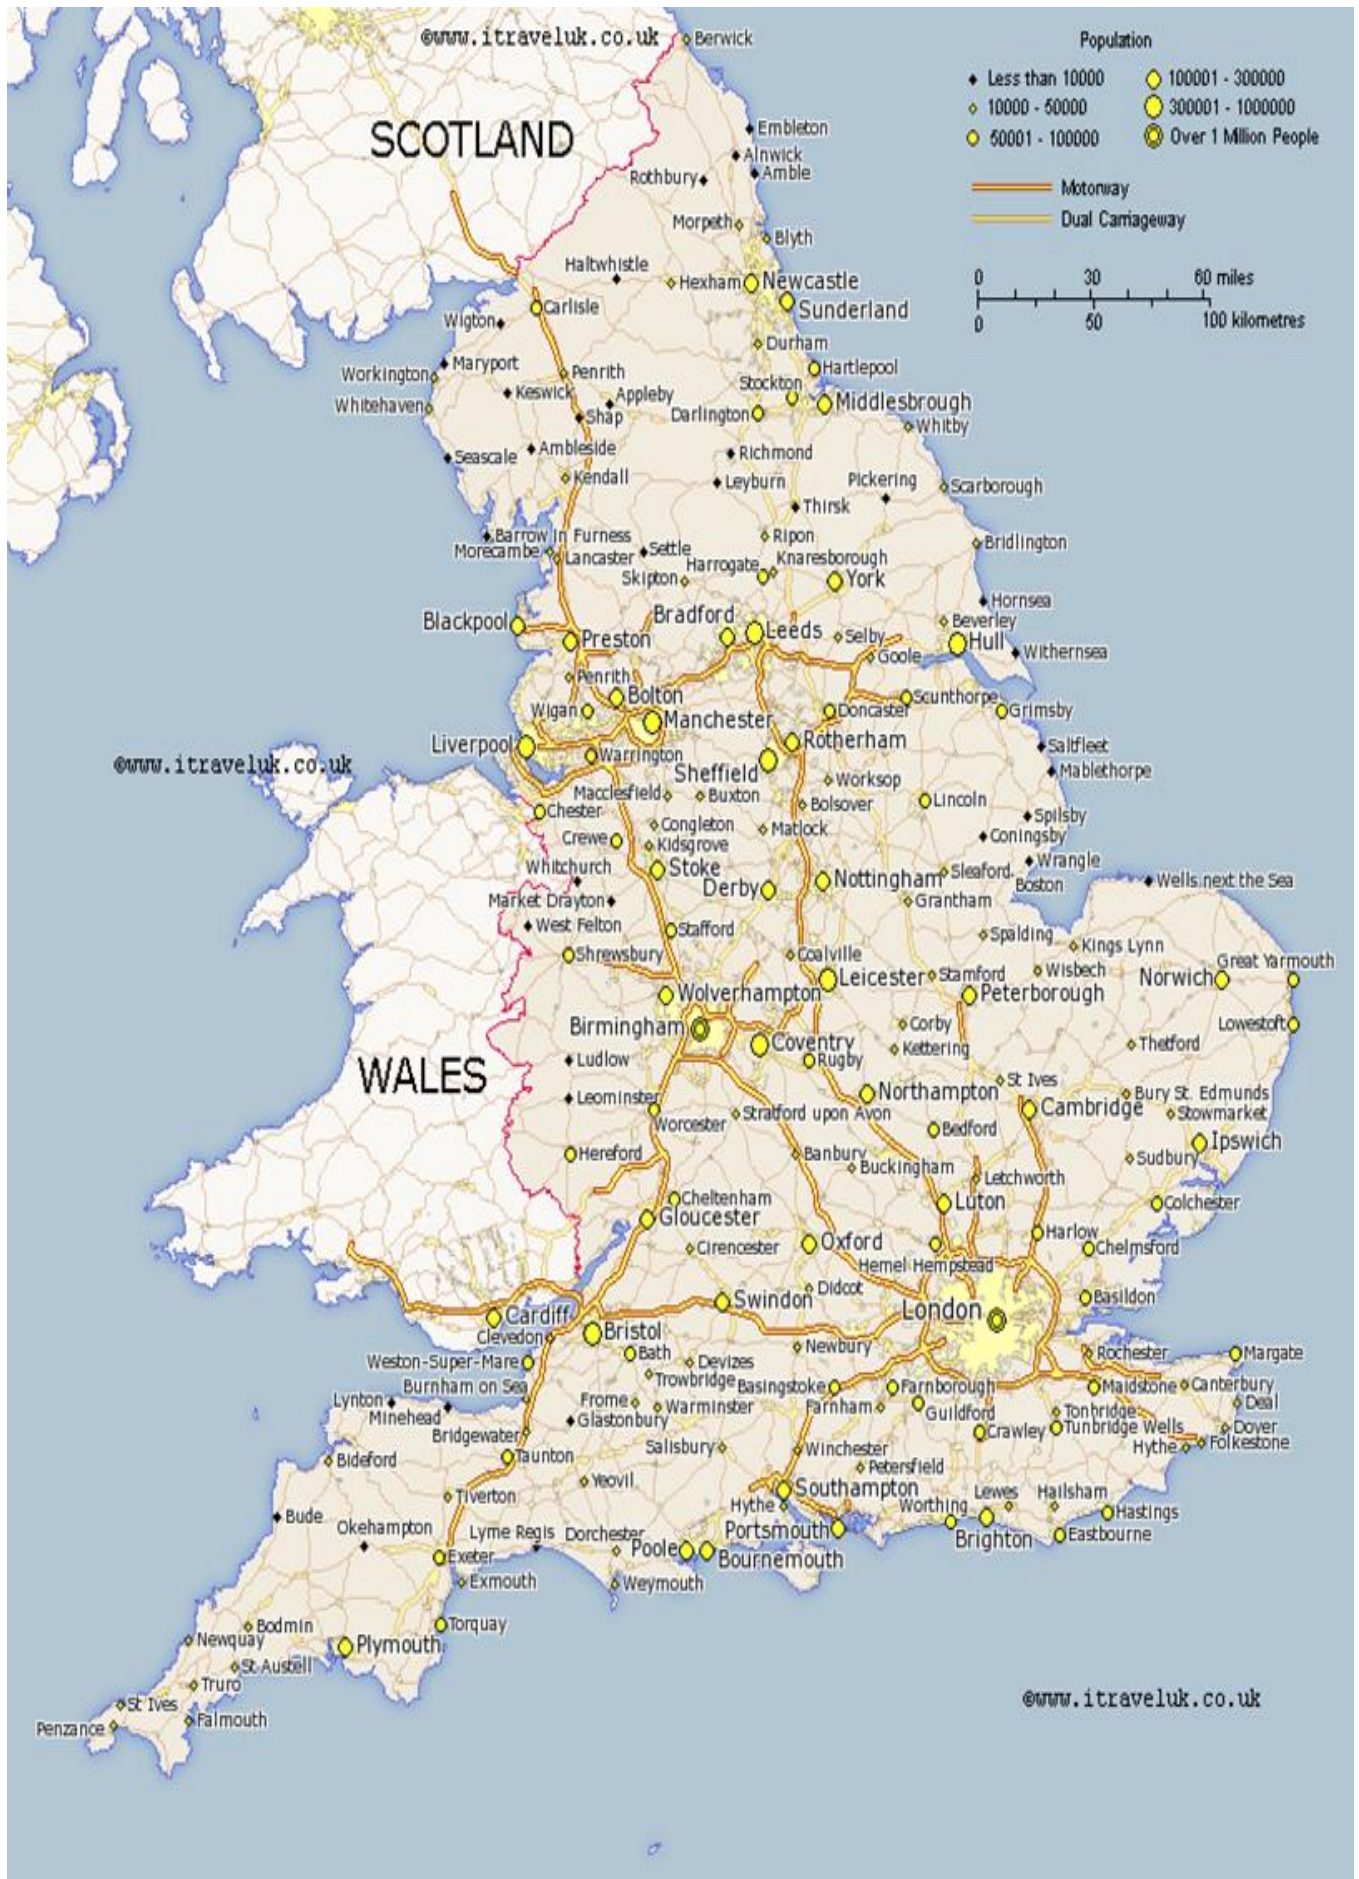 ©www.itraveluk.co.uk
Berwick
Population
Less than 10000
100001 - 300000
10000 - 50000
300001 - 1000000
50001 - 100000
Over 1 Million People
Motorway
Dual Carriageway
0 30 60 miles
0 50 100 kilometres
SCOTLAND
Embleton
Alnwick
Amble
Rothbury
Morpeth
Blyth
Haltwhistle
Hexham
Newcastle
Sunderland
Carlisle
Wigton
Durham
Maryport
Workington
Penrith
Hartlepool
Stockton
Keswick
Appleby
Whitehaven
Shap
Darlington
Middlesbrough
Whitby
Ambleside
Seascale
Richmond
Kendall
Leyburn
Pickering
Scarborough
Thirsk
Barrow In Furness
Morecambe
Lancaster
Settle
Ripon
Bridlington
Harrogate
Knaresborough
Skipton
York
Hornsea
Blackpool
Bradford
Leeds
Beverley
Preston
Selby
Hull
Goole
Withernsea
Penrith
Bolton
Scunthorpe
Wigan
Manchester
Doncaster
Grimsby
Liverpool
Warrington
Rotherham
Saltfleet
©www.itraveluk.co.uk
Sheffield
Mablethorpe
Worksop
Macclesfield
Buxton
Bolsover
Lincoln
Chester
Spilsby
Congleton
Matlock
Coningsby
Crewe
Kidsgrove
Whitchurch
Stoke
Wrangle
Sleaford
Derby
Nottingham
Boston
Wells next the Sea
Market Drayton
Grantham
West Felton
Stafford
Spalding
Kings Lynn
Shrewsbury
Coalville
Great Yarmouth
Leicester
Stamford
Wisbech
Norwich
Wolverhampton
Peterborough
Birmingham
Corby
Lowestoft
Coventry
Kettering
Thetford
Ludlow
Rugby
WALES
St Ives
Leominster
Northampton
Bury St. Edmunds
Cambridge
Stowmarket
Worcester
Stratford upon Avon
Bedford
Ipswich
Hereford
Banbury
Buckingham
Sudbury
Letchworth
Cheltenham
Luton
Colchester
Gloucester
Harlow
Cirencester
Oxford
Chelmsford
Hemel Hempstead
Didcot
Swindon
London
Basildon
Cardiff
Clevedon
Bristol
Newbury
Bath
Rochester
Margate
Weston-Super-Mare
Devizes
Trowbridge
Burnham on Sea
Basingstoke
Farnborough
Maidstone
Canterbury
Lynton
Minehead
Frome
Warminster
Farnham
Guildford
Tonbridge
Deal
Glastonbury
Bridgewater
Crawley
Tunbridge Wells
Dover
Folkestone
Hythe
Salisbury
Winchester
Bideford
Taunton
Petersfield
Yeovil
Southampton
Tiverton
Hythe
Worthing
Lewes
Hailsham
Hastings
Bude
Okehampton
Lyme Regis
Dorchester
Portsmouth
Brighton
Eastbourne
Poole
Bournemouth
Exeter
Exmouth
Weymouth
Torquay
Bodmin
Newquay
Plymouth
St Austell
Truro
©www.itraveluk.co.uk
St Ives
Penzance
Falmouth